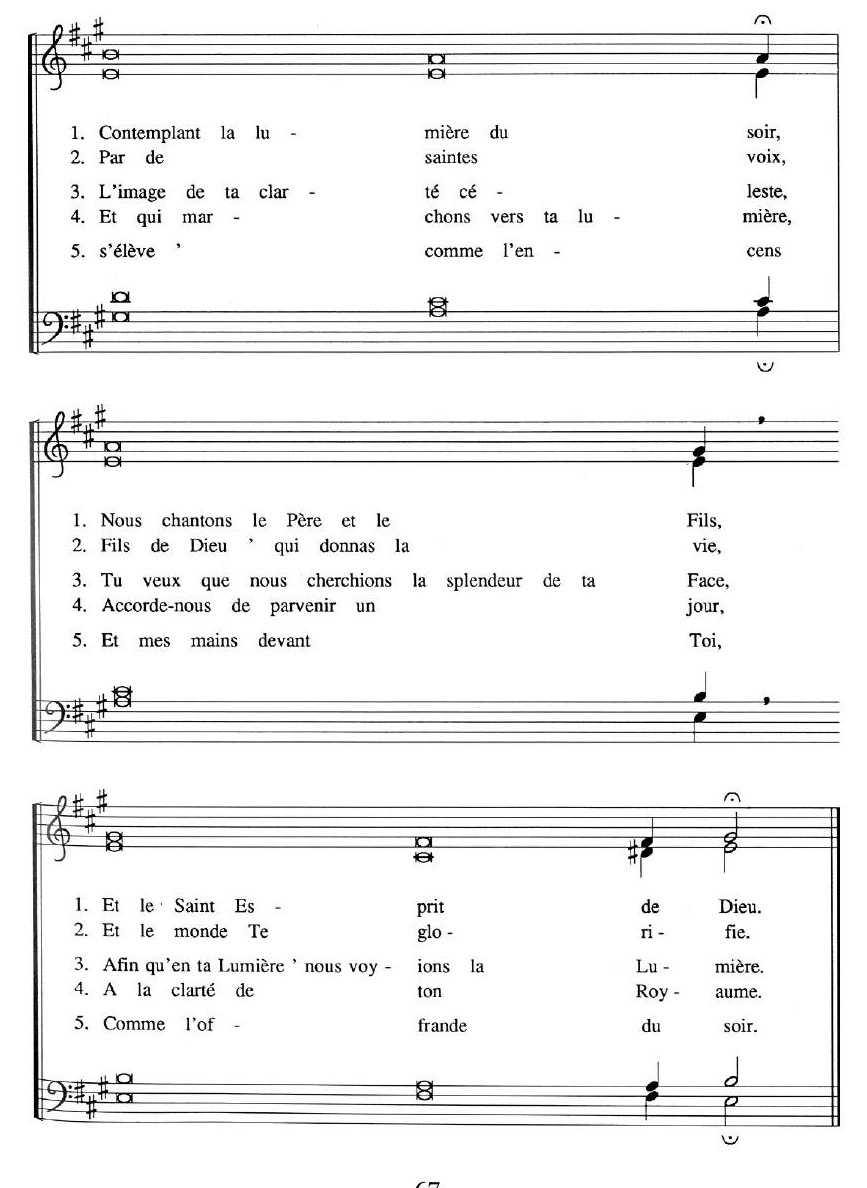 1. Contemplant la lu - mière du soir,
2. Par de saintes voix,
3. L'image de ta clar - té cé - leste,
4. Et qui mar - chons vers ta lu - mière,
5. s'élève ’ comme l'en - cens
1. Nous chantons le Père et le Fils,
2. Fils de Dieu ’ qui donnas la vie,
3. Tu veux que nous cherchions la splendeur de ta Face,
4. Accorde-nous de parvenir un jour,
5. Et mes mains devant Toi,
1. Et le Saint Es - prit de Dieu.
2. Et le monde Te glo - ri - fie.
3. Afin qu'en ta Lumière ’ nous voy - ions la Lu - mière.
4. A la clarté de ton Roy - aume.
5. Comme l'of - frande du soir.
67